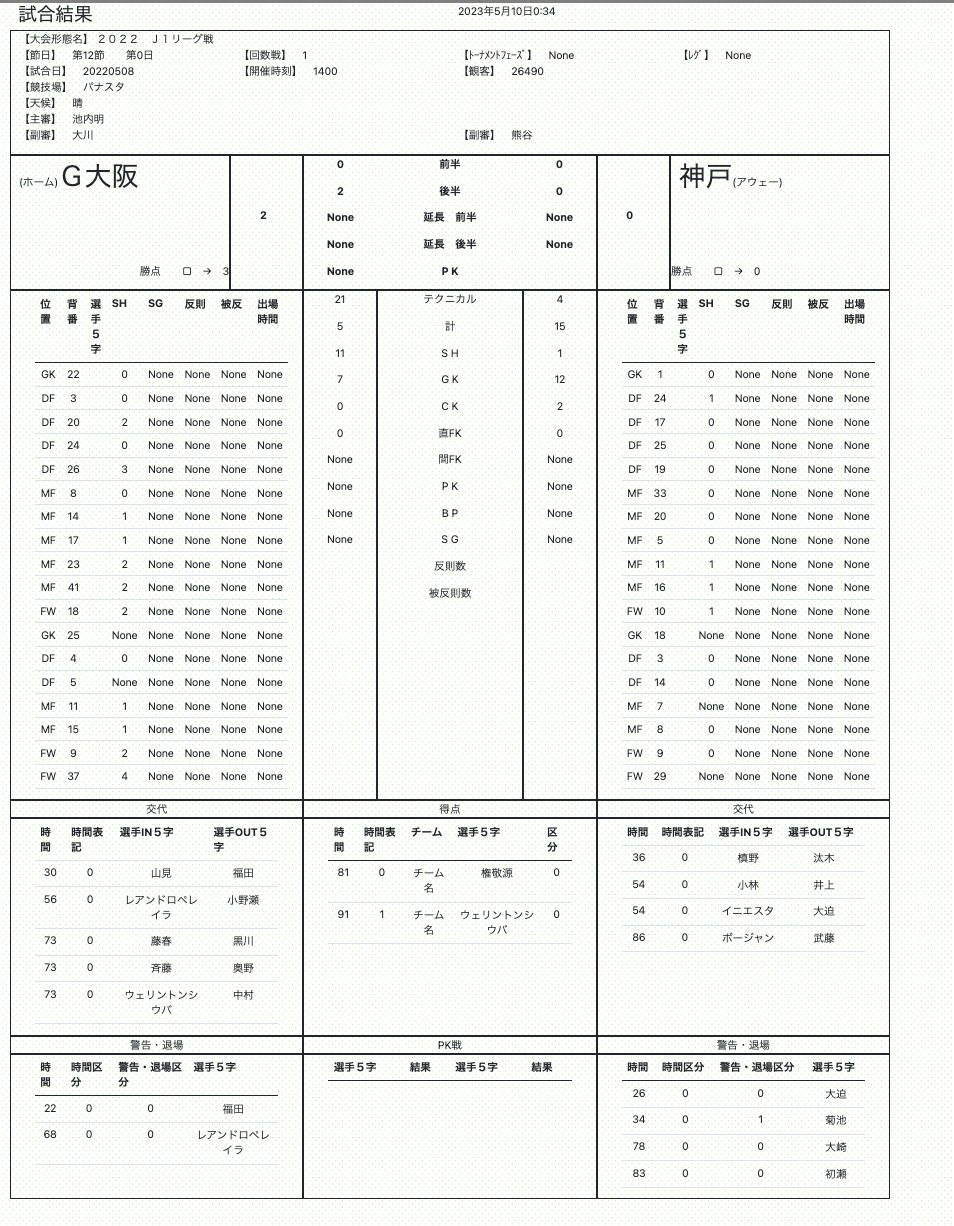 試合結果
2023年5月10日0:34
【大会形態名】 ２０２２　Ｊ１リーグ戦
【節日】 第12節 第0日 【回数戦】 1 【ﾄｰﾅﾒﾝﾄﾌｪｰｽﾞ】 None 【ﾚｸﾞ】 None
【試合日】 20220508 【開催時刻】 1400 【観客】 26490
【競技場】 パナスタ
【天候】 晴
【主審】 池内明
【副審】 大川 【副審】 熊谷
(ホーム) Ｇ大阪
勝点 ▢ → 3
2
0 前半 0
2 後半 0
None 延長 前半 None
None 延長 後半 None
None ＰＫ
0
神戸 (アウェー)
勝点 ▢ → 0
位置 背番 選手５字 SH SG 反則 被反 出場時間
GK 22 0 None None None None
DF 3 0 None None None None
DF 20 2 None None None None
DF 24 0 None None None None
DF 26 3 None None None None
MF 8 0 None None None None
MF 14 1 None None None None
MF 17 1 None None None None
MF 23 2 None None None None
MF 41 2 None None None None
FW 18 2 None None None None
GK 25 None None None None None
DF 4 0 None None None None
DF 5 None None None None None
MF 11 1 None None None None
MF 15 1 None None None None
FW 9 2 None None None None
FW 37 4 None None None None
21 テクニカル 4
5 計 15
11 ＳＨ 1
7 ＧＫ 12
0 ＣＫ 2
0 直FK 0
None 間FK None
None ＰＫ None
None ＢＰ None
None ＳＧ None
反則数
被反則数
位置 背番 選手５字 SH SG 反則 被反 出場時間
GK 1 0 None None None None
DF 24 1 None None None None
DF 17 0 None None None None
DF 25 0 None None None None
DF 19 0 None None None None
MF 33 0 None None None None
MF 20 0 None None None None
MF 5 0 None None None None
MF 11 1 None None None None
MF 16 1 None None None None
FW 10 1 None None None None
GK 18 None None None None None
DF 3 0 None None None None
DF 14 0 None None None None
MF 7 None None None None None
MF 8 0 None None None None
FW 9 0 None None None None
FW 29 None None None None None
交代
時間 時間表記 選手IN５字 選手OUT５字
30 0 山見 福田
56 0 レアンドロペレイラ 小野瀬
73 0 藤春 黒川
73 0 斉藤 奥野
73 0 ウェリントンシウバ 中村
得点
時間 時間表記 チーム 選手５字 区分
81 0 チーム名 権敬源 0
91 1 チーム名 ウェリントンシウバ 0
交代
時間 時間表記 選手IN５字 選手OUT５字
36 0 槙野 汰木
54 0 小林 井上
54 0 イニエスタ 大迫
86 0 ボージャン 武藤
警告・退場
時間 時間区分 警告・退場区分 選手５字
22 0 0 福田
68 0 0 レアンドロペレイラ
PK戦
選手５字 結果 選手５字 結果
警告・退場
時間 時間区分 警告・退場区分 選手５字
26 0 0 大迫
34 0 1 菊池
78 0 0 大崎
83 0 0 初瀬